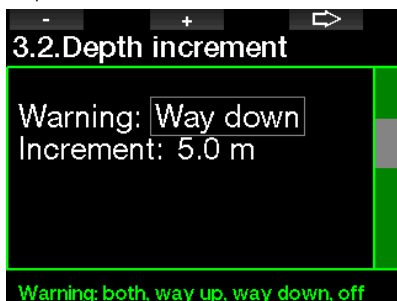 - +
3.2.Depth increment
Warning: Way down
Increment: 5.0 m
Warning: both, way up, way down, off